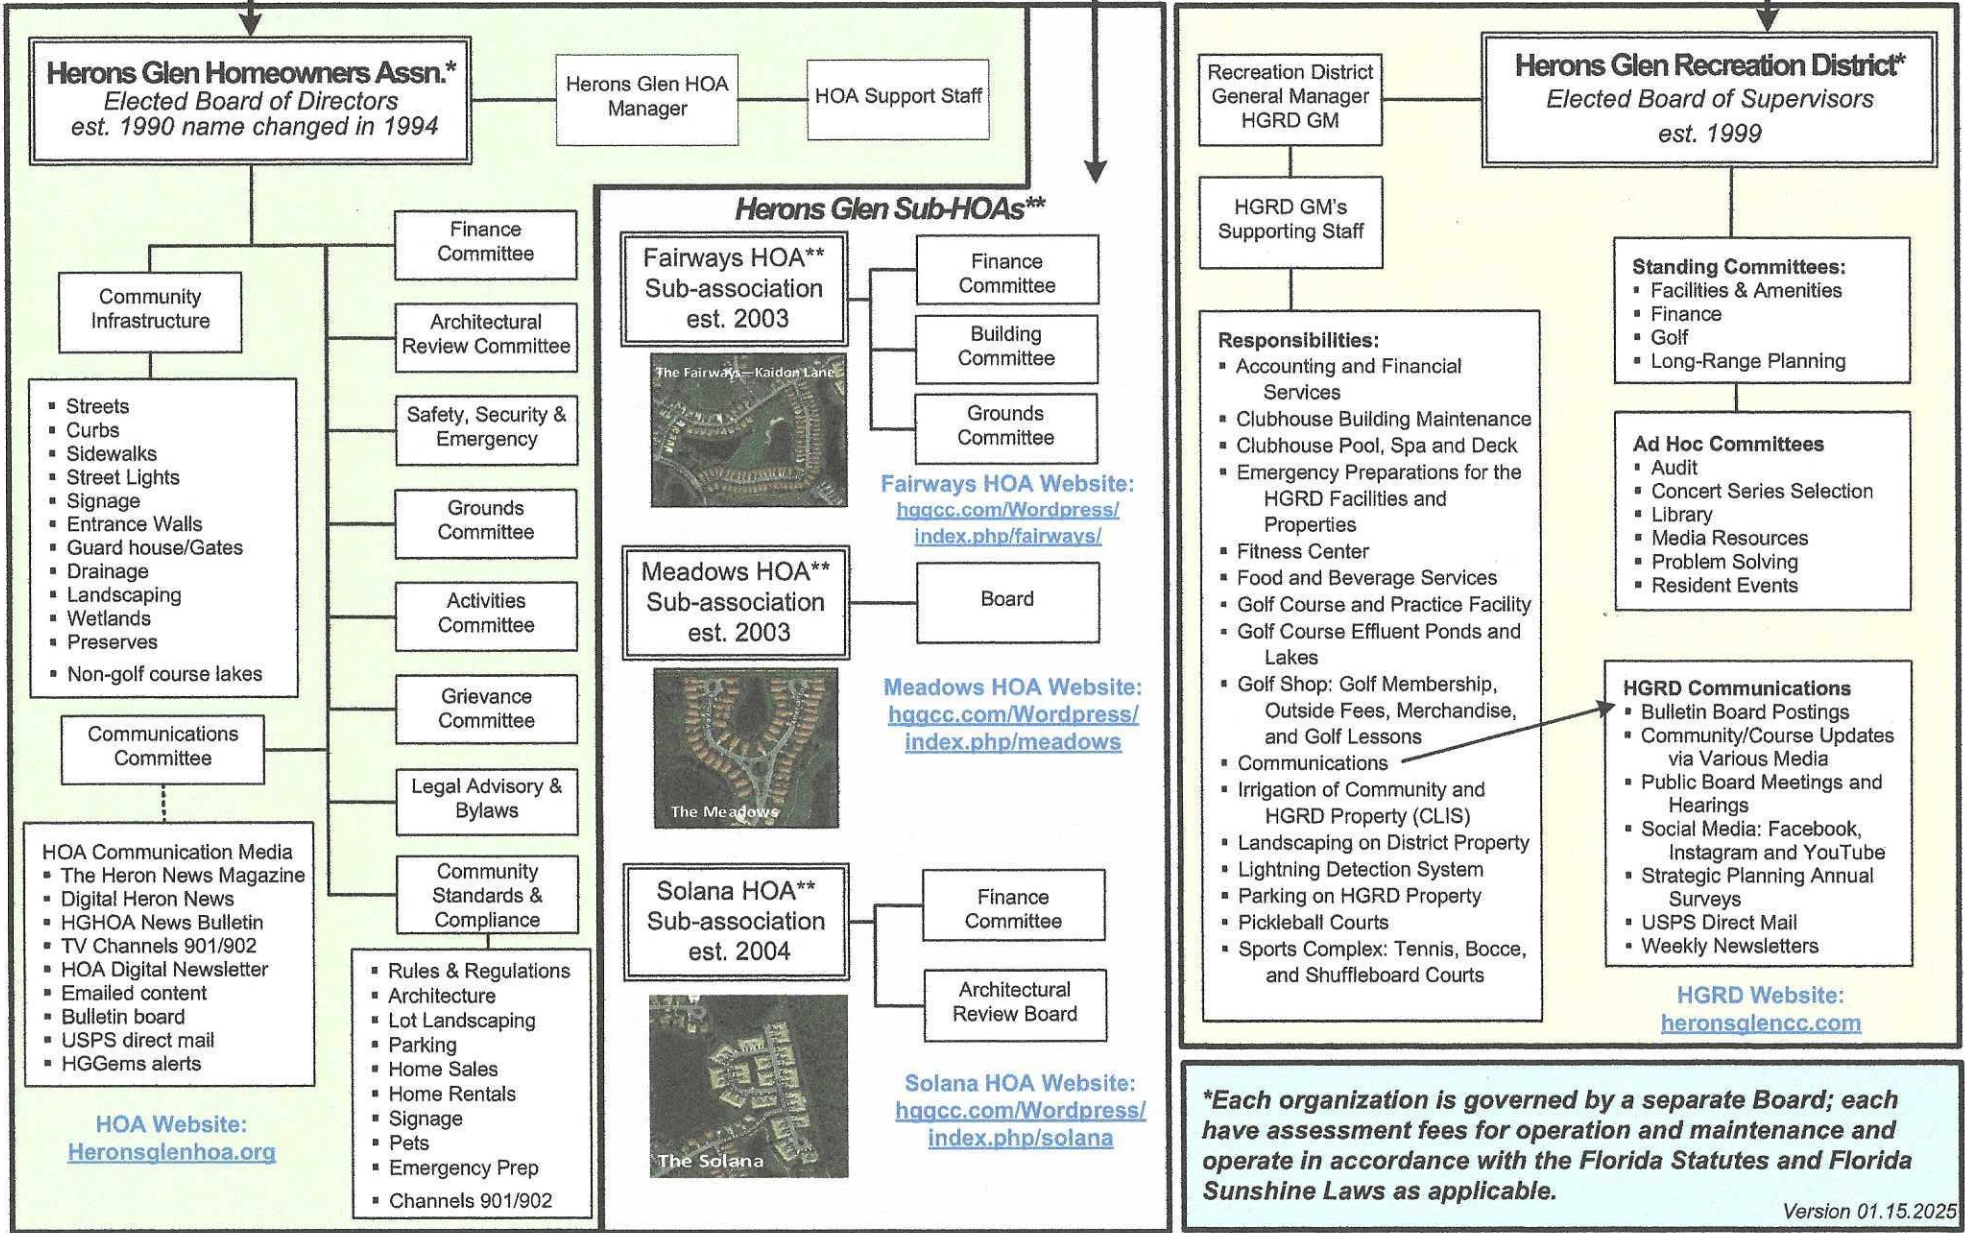 Herons Glen Homeowners Assn.*
Elected Board of Directors
est. 1990 name changed in 1994
Herons Glen HOA
Manager
HOA Support Staff
Community
Infrastructure
▪ Streets
▪ Curbs
▪ Sidewalks
▪ Street Lights
▪ Signage
▪ Entrance Walls
▪ Guard house/Gates
▪ Drainage
▪ Landscaping
▪ Wetlands
▪ Preserves
▪ Non-golf course lakes
Communications
Committee
HOA Communication Media
▪ The Heron News Magazine
▪ Digital Heron News
▪ HGHOA News Bulletin
▪ TV Channels 901/902
▪ HOA Digital Newsletter
▪ Emailed content
▪ Bulletin board
▪ USPS direct mail
▪ HGGems alerts
HOA Website:
Heronsglenhoa.org
Finance
Committee
Architectural
Review Committee
Safety, Security &
Emergency
Grounds
Committee
Activities
Committee
Grievance
Committee
Legal Advisory &
Bylaws
Community
Standards &
Compliance
▪ Rules & Regulations
▪ Architecture
▪ Lot Landscaping
▪ Parking
▪ Home Sales
▪ Home Rentals
▪ Signage
▪ Pets
▪ Emergency Prep
▪ Channels 901/902
Herons Glen Sub-HOAs**
Fairways HOA**
Sub-association
est. 2003
Finance
Committee
Building
Committee
Grounds
Committee
The Fairways—Kaidon Lane
Fairways HOA Website:
hggcc.com/Wordpress/
index.php/fairways/
Meadows HOA**
Sub-association
est. 2003
Board
The Meadows
Meadows HOA Website:
hggcc.com/Wordpress/
index.php/meadows
Solana HOA**
Sub-association
est. 2004
Finance
Committee
Architectural
Review Board
The Solana
Solana HOA Website:
hggcc.com/Wordpress/
index.php/solana
Recreation District
General Manager
HGRD GM
Herons Glen Recreation District*
Elected Board of Supervisors
est. 1999
HGRD GM's
Supporting Staff
Responsibilities:
▪ Accounting and Financial
Services
▪ Clubhouse Building Maintenance
▪ Clubhouse Pool, Spa and Deck
▪ Emergency Preparations for the
HGRD Facilities and
Properties
▪ Fitness Center
▪ Food and Beverage Services
▪ Golf Course and Practice Facility
▪ Golf Course Effluent Ponds and
Lakes
▪ Golf Shop: Golf Membership,
Outside Fees, Merchandise,
and Golf Lessons
▪ Communications
▪ Irrigation of Community and
HGRD Property (CLIS)
▪ Landscaping on District Property
▪ Lightning Detection System
▪ Parking on HGRD Property
▪ Pickleball Courts
▪ Sports Complex: Tennis, Bocce,
and Shuffleboard Courts
Standing Committees:
▪ Facilities & Amenities
▪ Finance
▪ Golf
▪ Long-Range Planning
Ad Hoc Committees
▪ Audit
▪ Concert Series Selection
▪ Library
▪ Media Resources
▪ Problem Solving
▪ Resident Events
HGRD Communications
▪ Bulletin Board Postings
▪ Community/Course Updates
via Various Media
▪ Public Board Meetings and
Hearings
▪ Social Media: Facebook,
Instagram and YouTube
▪ Strategic Planning Annual
Surveys
▪ USPS Direct Mail
▪ Weekly Newsletters
HGRD Website:
heronsglencc.com
*Each organization is governed by a separate Board; each
have assessment fees for operation and maintenance and
operate in accordance with the Florida Statutes and Florida
Sunshine Laws as applicable.
Version 01.15.2025